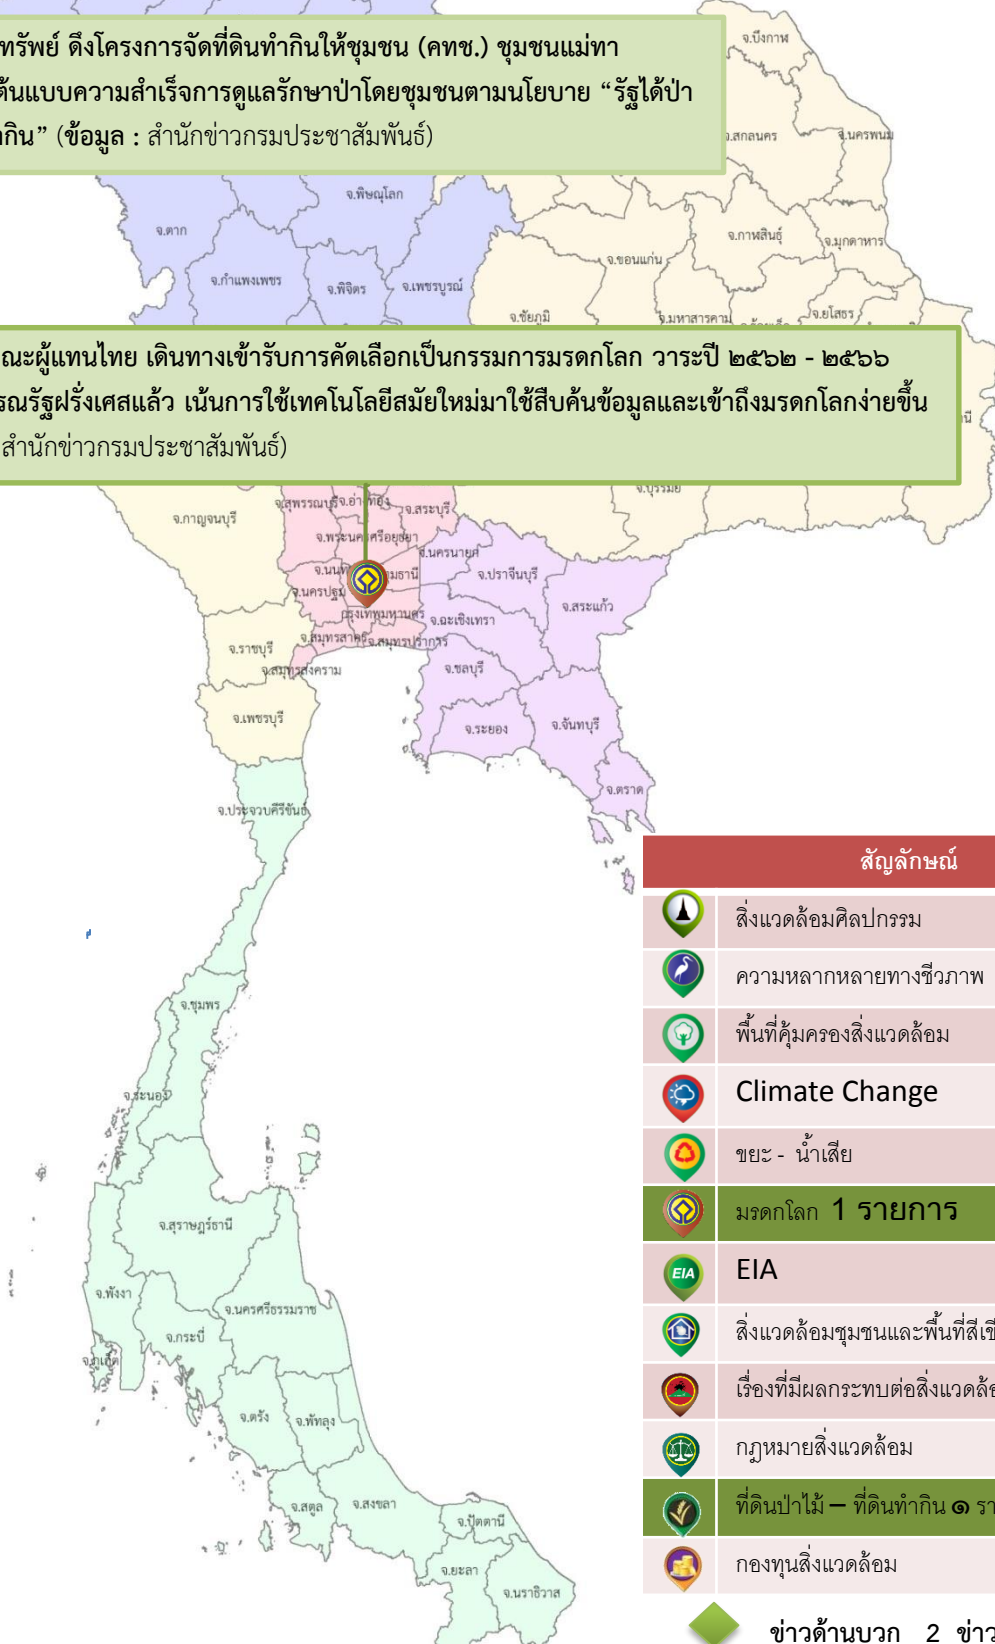 ทรัพย์ ดึงโครงการจัดที่ดินทำกินให้ชุมชน (คทช.) ชุมชนแม่ทา
ต้นแบบความสำเร็จการดูแลรักษาป่าโดยชุมชนตามนโยบาย “รัฐได้ป่า
กิน” (ข้อมูล : สำนักข่าวกรมประชาสัมพันธ์)
จ.บึงกาฬ
จ.สกลนคร
จ.นครพนม
จ.พิษณุโลก
จ.ตาก
จ.กาฬสินธุ์
จ.มุกดาหาร
จ.ขอนแก่น
จ.กำแพงเพชร
จ.พิจิตร
จ.เพชรบูรณ์
จ.ชัยภูมิ
จ.มหาสารคาม
จ.ยโสธร
ณะผู้แทนไทย เดินทางเข้ารับการคัดเลือกเป็นกรรมการมรดกโลก วาระปี ๒๕๖๒ - ๒๕๖๖
รณรัฐฝรั่งเศสแล้ว เน้นการใช้เทคโนโลยีสมัยใหม่มาใช้สืบค้นข้อมูลและเข้าถึงมรดกโลกง่ายขึ้น
สำนักข่าวกรมประชาสัมพันธ์)
จ.บุรีรัมย์
จ.สุพรรณบุรี
จ.อ่างทอง
จ.สระบุรี
จ.กาญจนบุรี
จ.พระนครศรีอยุธยา
จ.นครนายก
จ.ปราจีนบุรี
จ.นครปฐม
กรุงเทพมหานคร
จ.ฉะเชิงเทรา
จ.สระแก้ว
จ.สมุทรสาคร
จ.สมุทรปราการ
จ.ราชบุรี
จ.สมุทรสงคราม
จ.ชลบุรี
จ.เพชรบุรี
จ.ระยอง
จ.จันทบุรี
จ.ตราด
จ.ประจวบคีรีขันธ์
จ.ชุมพร
จ.ระนอง
จ.สุราษฎร์ธานี
จ.พังงา
จ.นครศรีธรรมราช
จ.กระบี่
จ.ภูเก็ต
จ.ตรัง
จ.พัทลุง
จ.สตูล
จ.สงขลา
จ.ปัตตานี
จ.ยะลา
จ.นราธิวาส
สัญลักษณ์
สิ่งแวดล้อมศิลปกรรม
ความหลากหลายทางชีวภาพ
พื้นที่คุ้มครองสิ่งแวดล้อม
Climate Change
ขยะ - น้ำเสีย
มรดกโลก 1 รายการ
EIA EIA
สิ่งแวดล้อมชุมชนและพื้นที่สีเขี
เรื่องที่มีผลกระทบต่อสิ่งแวดล้อ
กฎหมายสิ่งแวดล้อม
ที่ดินป่าไม้ – ที่ดินทำกิน ๑ รา
กองทุนสิ่งแวดล้อม
ข่าวด้านบวก 2 ข่าว